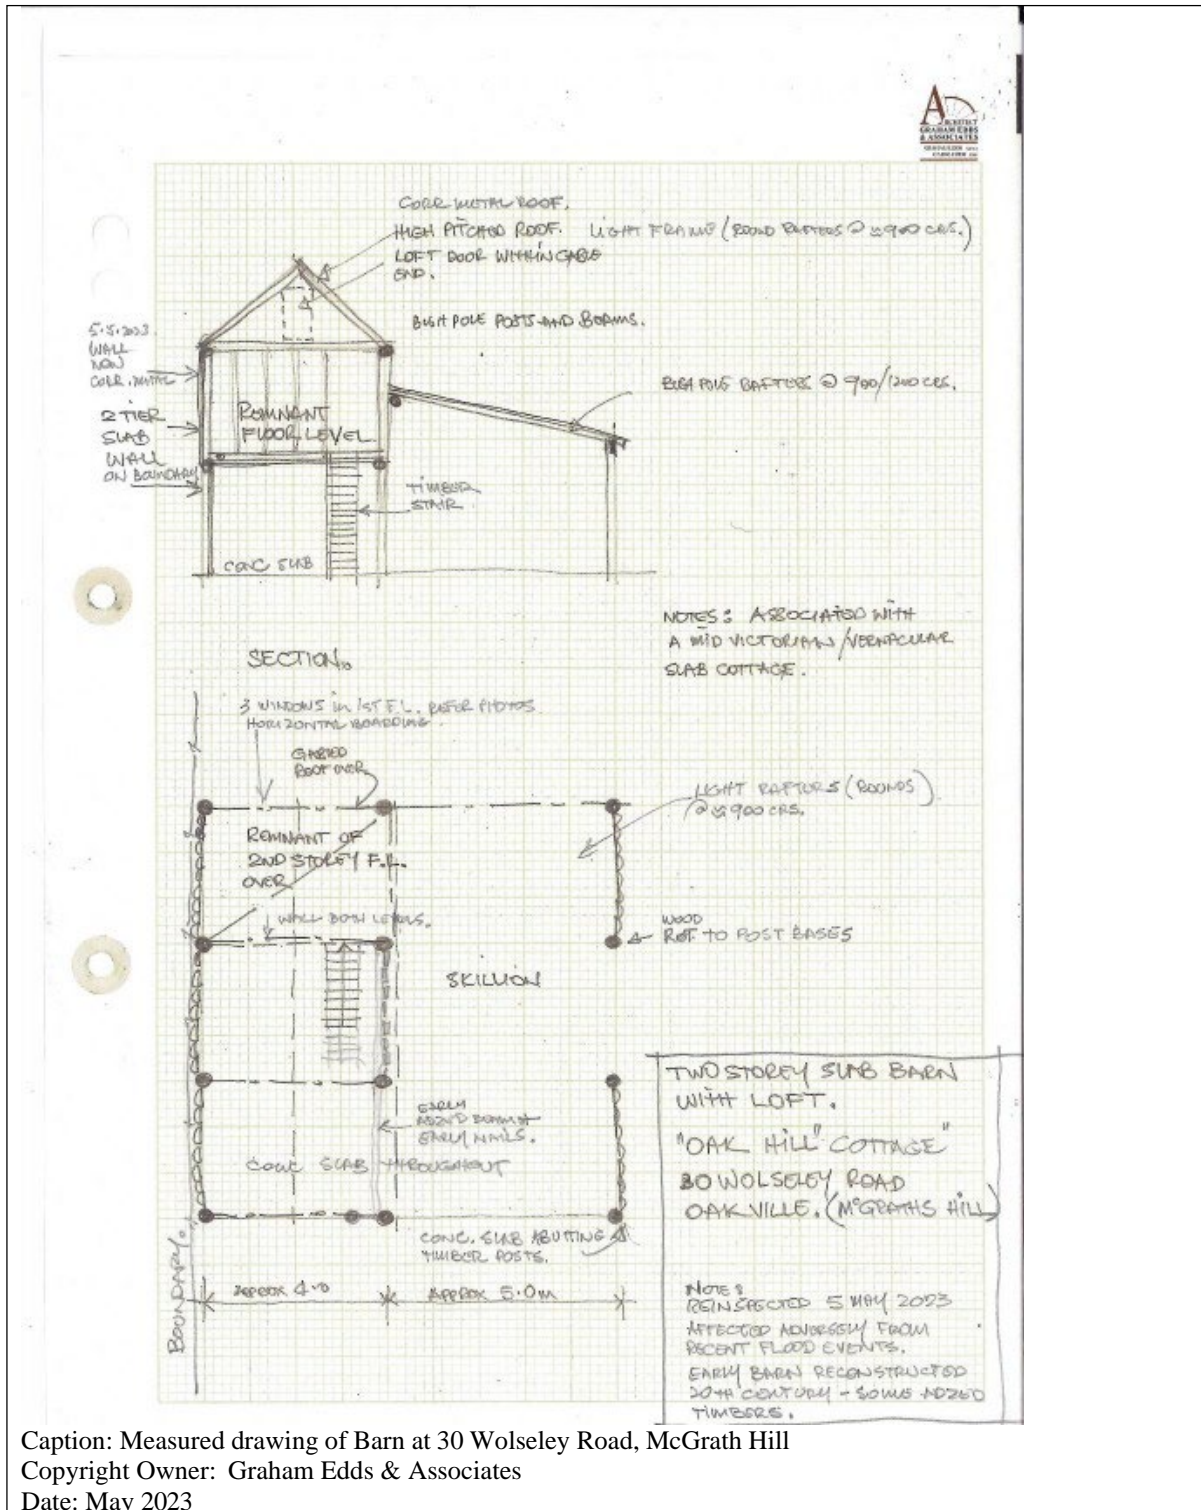 ARCHITECT
GRAHAM EDDS
& ASSOCIATES
CORR METAL ROOF.
HIGH PITCHED ROOF. LIGHT FRAME (ROUND RAFTERS @ 900 CRS.)
LOFT DOOR WITHIN GABLE
END.
BUSH POLE POSTS AND BEAMS.
5.5.2023
WALL
NOW
CORR. METAL
2 TIER
SLAB
WALL
ON BOUNDARY
REMNANT
FLOOR LEVEL
BUSH POLE RAFTERS @ 900/1200 CRS.
TIMBER
STAIR
CONC SLAB
NOTES: ASSOCIATED WITH
A MID VICTORIAN/VERNACULAR
SLAB COTTAGE.
SECTION.
3 WINDOWS in 1ST F.L. REFER PHOTOS
HORIZONTAL BOARDING
GABLED
ROOF OVER
LIGHT RAFTERS (ROUNDS)
@ 900 CRS.
REMNANT OF
2ND STOREY F.L.
OVER
WALL BOTH LEVELS.
WOOD
ROT TO POST BASES
SKILLION
EARLY
ADZED BEAM &
EARLY NAILS.
CONC SLAB THROUGHOUT
CONC. SLAB ABUTTING
TIMBER POSTS.
BOUNDARY.
APPROX 4.0
APPROX 5.0m
TWO STOREY SLAB BARN
WITH LOFT.
"OAK HILL" COTTAGE"
30 WOLSELEY ROAD
OAKVILLE. (McGRATHS HILL)
NOTE:
REINSPECTED 5 MAY 2023
AFFECTED ADVERSELY FROM
RECENT FLOOD EVENTS.
EARLY BARN RECONSTRUCTED
20TH CENTURY - SOME ADZED
TIMBERS.
Caption: Measured drawing of Barn at 30 Wolseley Road, McGrath Hill
Copyright Owner: Graham Edds & Associates
Date: May 2023